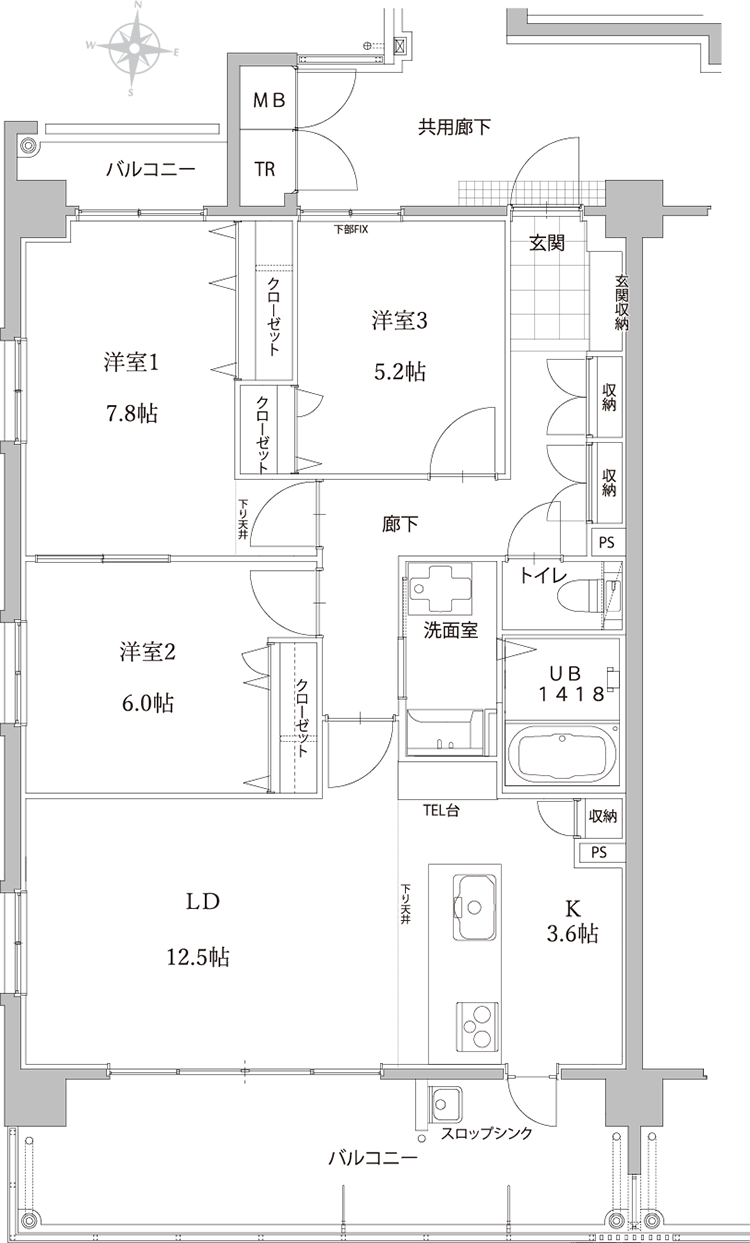 N
W
E
S
MB
TR
共用廊下
バルコニー
下部FIX
玄関
玄関収納
クローゼット
洋室3
5.2帖
洋室1
7.8帖
クローゼット
収納
収納
下り天井
廊下
PS
トイレ
洗面室
洋室2
6.0帖
クローゼット
UB
1418
TEL台
収納
PS
LD
12.5帖
下り天井
K
3.6帖
スロップシンク
バルコニー